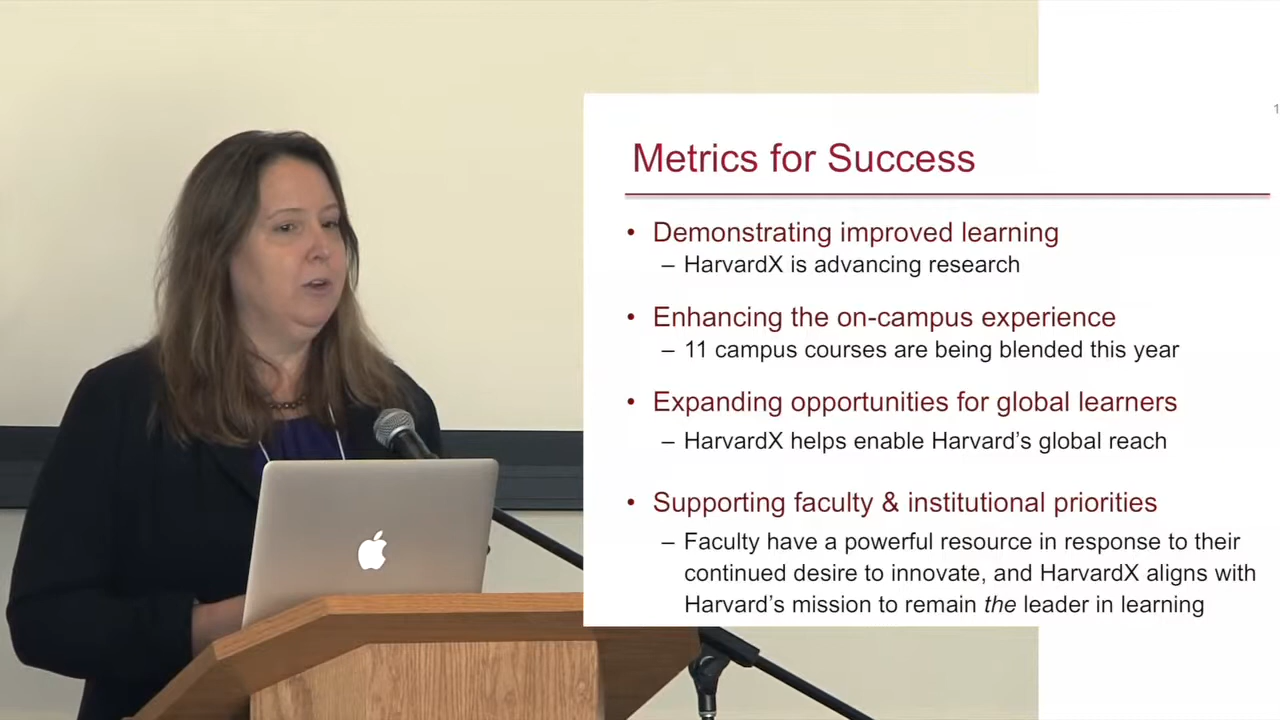 1
Metrics for Success
• Demonstrating improved learning
– HarvardX is advancing research
• Enhancing the on-campus experience
– 11 campus courses are being blended this year
• Expanding opportunities for global learners
– HarvardX helps enable Harvard's global reach
• Supporting faculty & institutional priorities
– Faculty have a powerful resource in response to their
continued desire to innovate, and HarvardX aligns with
Harvard's mission to remain the leader in learning